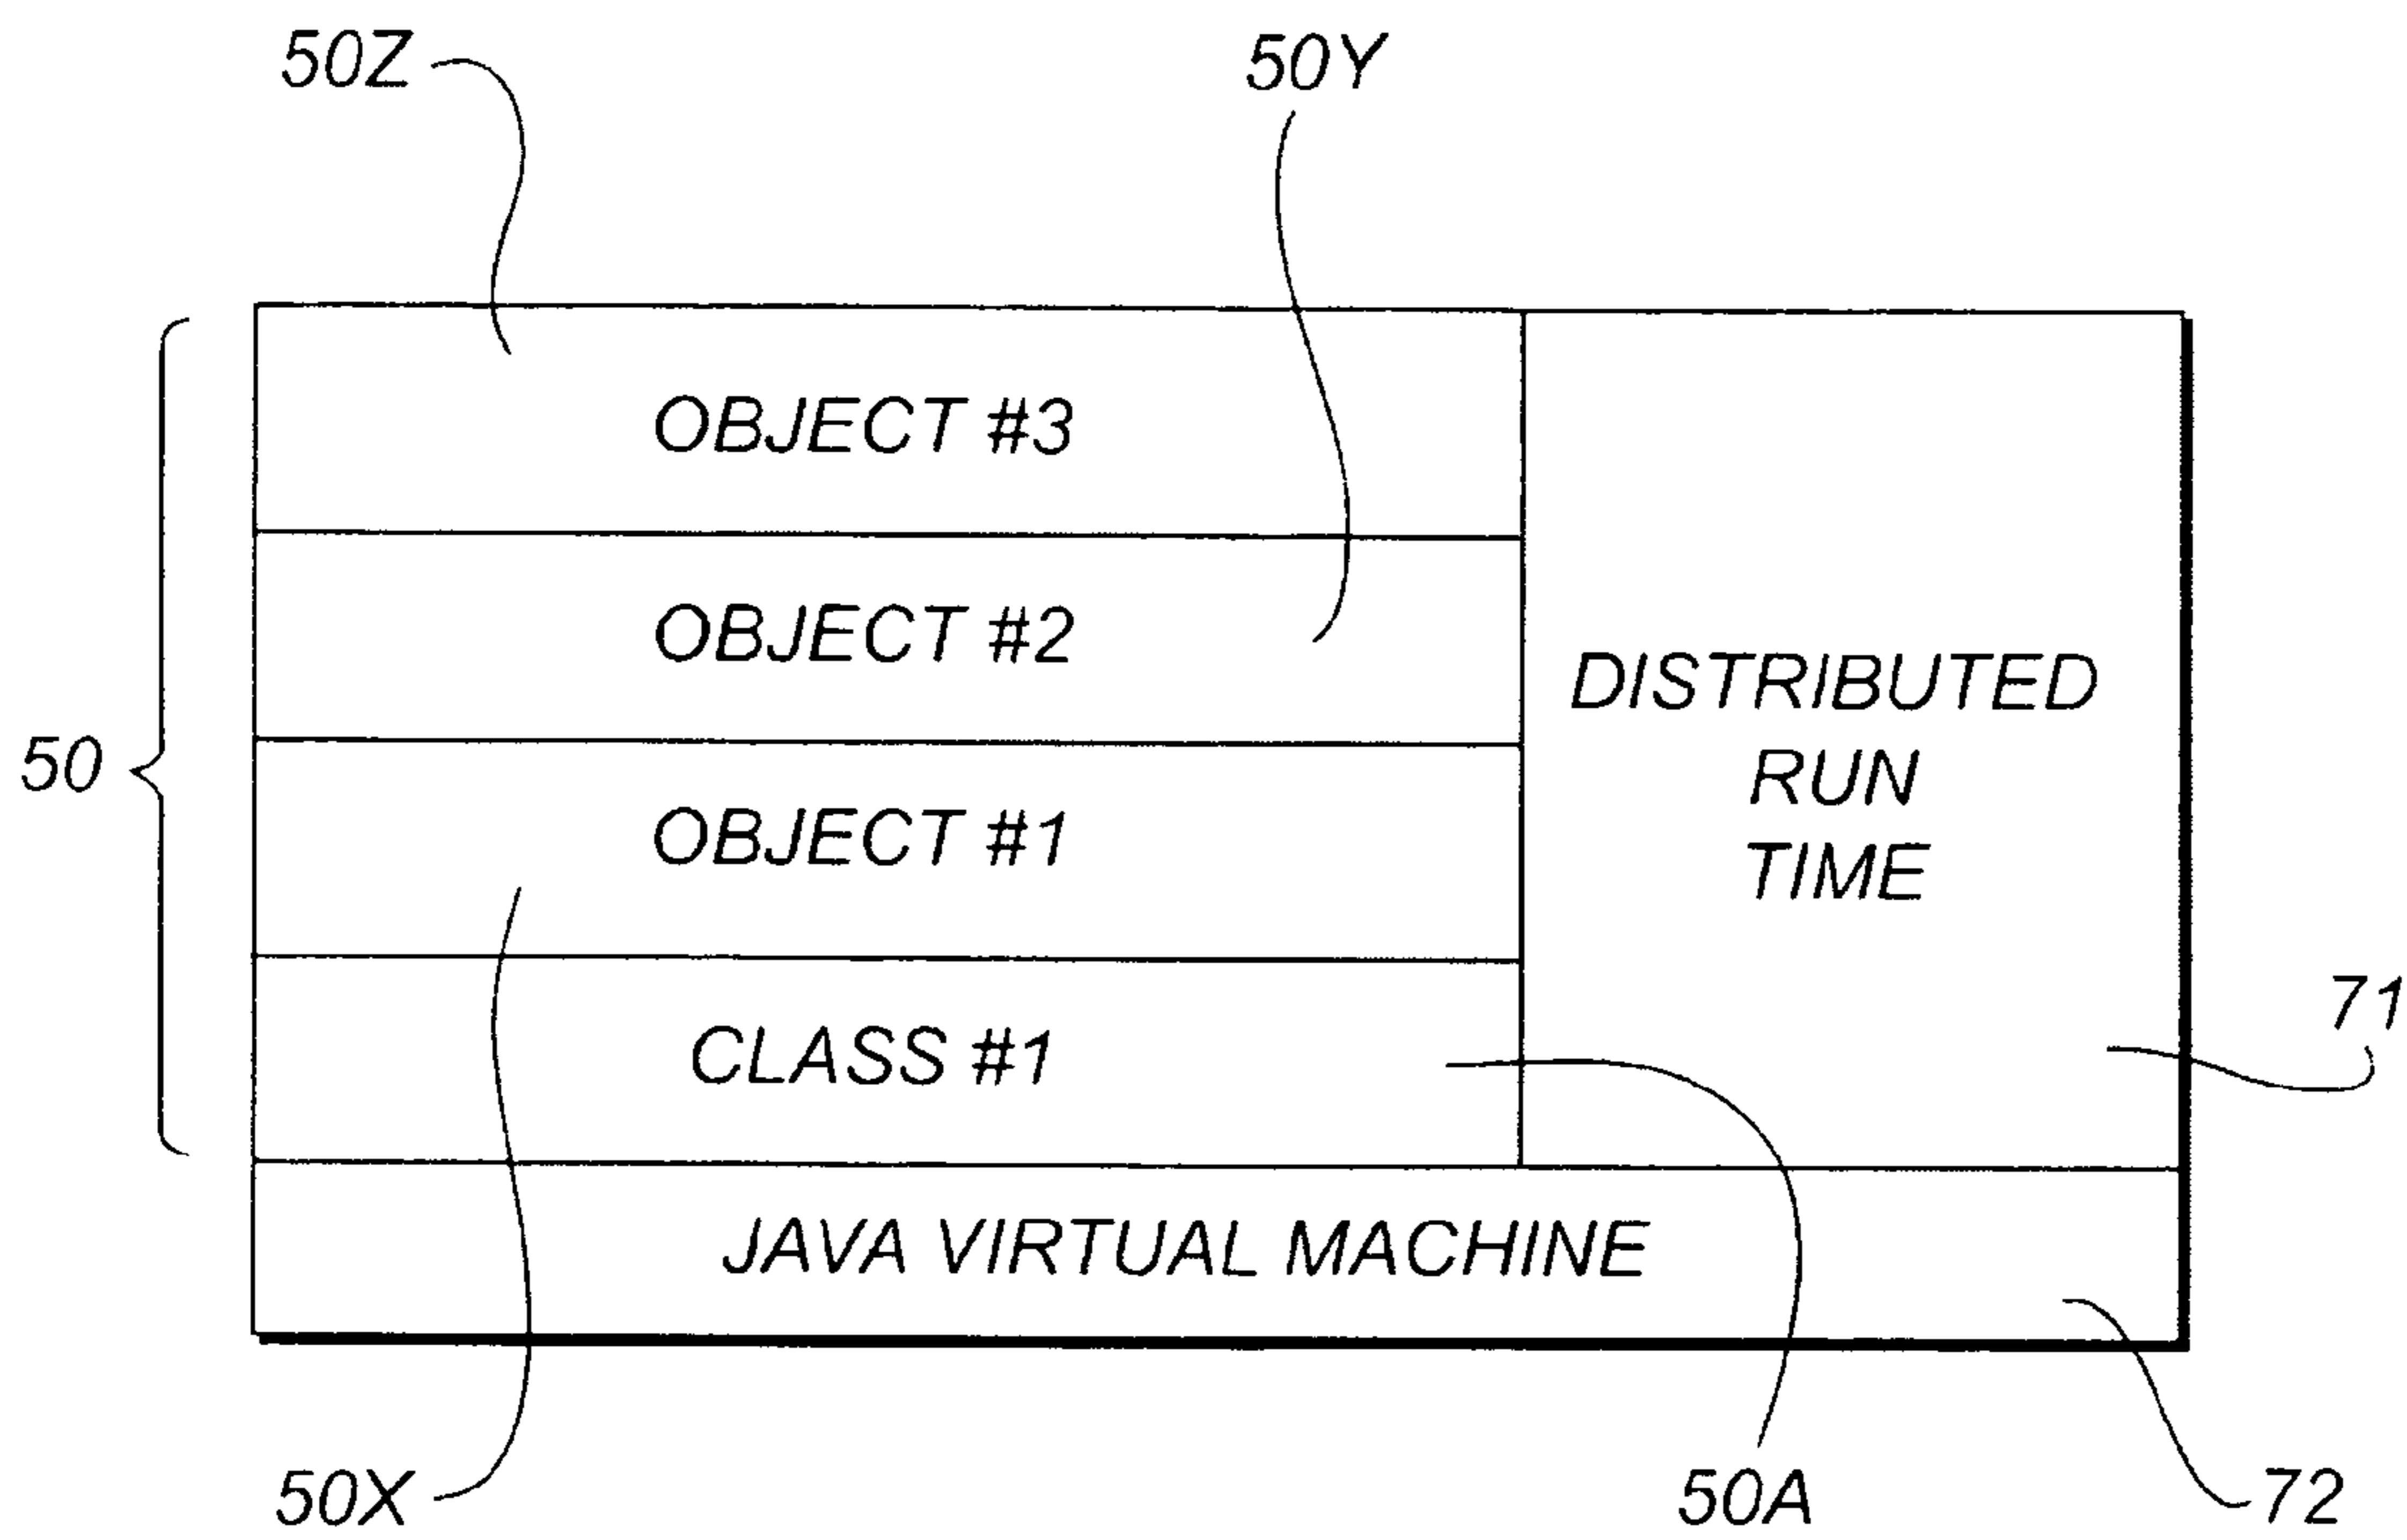 50Z
50Y
OBJECT #3
OBJECT #2
50
OBJECT #1
CLASS #1
DISTRIBUTED
RUN
TIME
71
JAVA VIRTUAL MACHINE
50X
50A
72